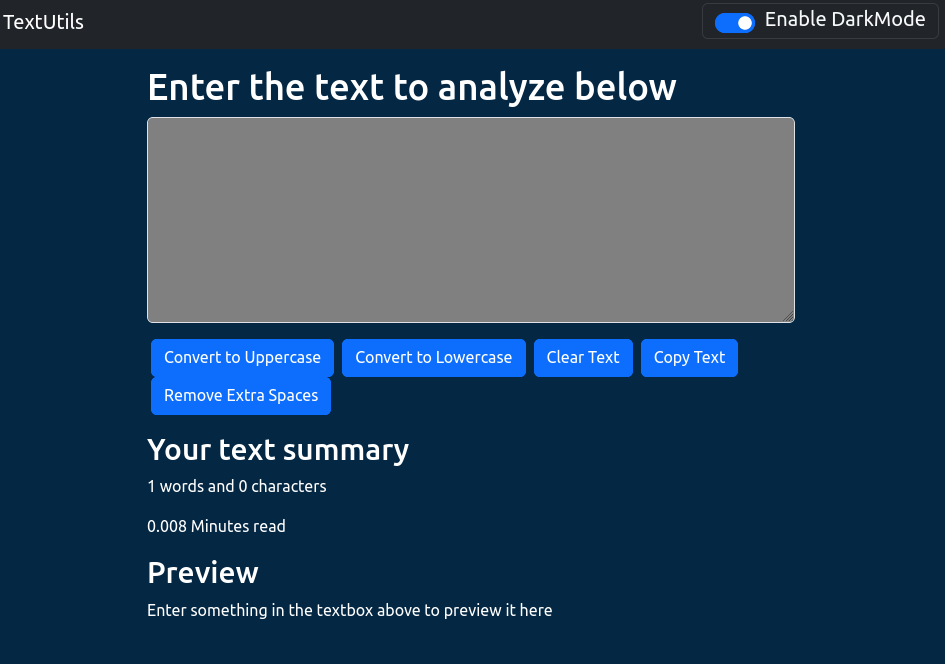 TextUtils
Enable DarkMode
Enter the text to analyze below
Convert to Uppercase
Convert to Lowercase
Clear Text
Copy Text
Remove Extra Spaces
Your text summary
1 words and 0 characters
0.008 Minutes read
Preview
Enter something in the textbox above to preview it here